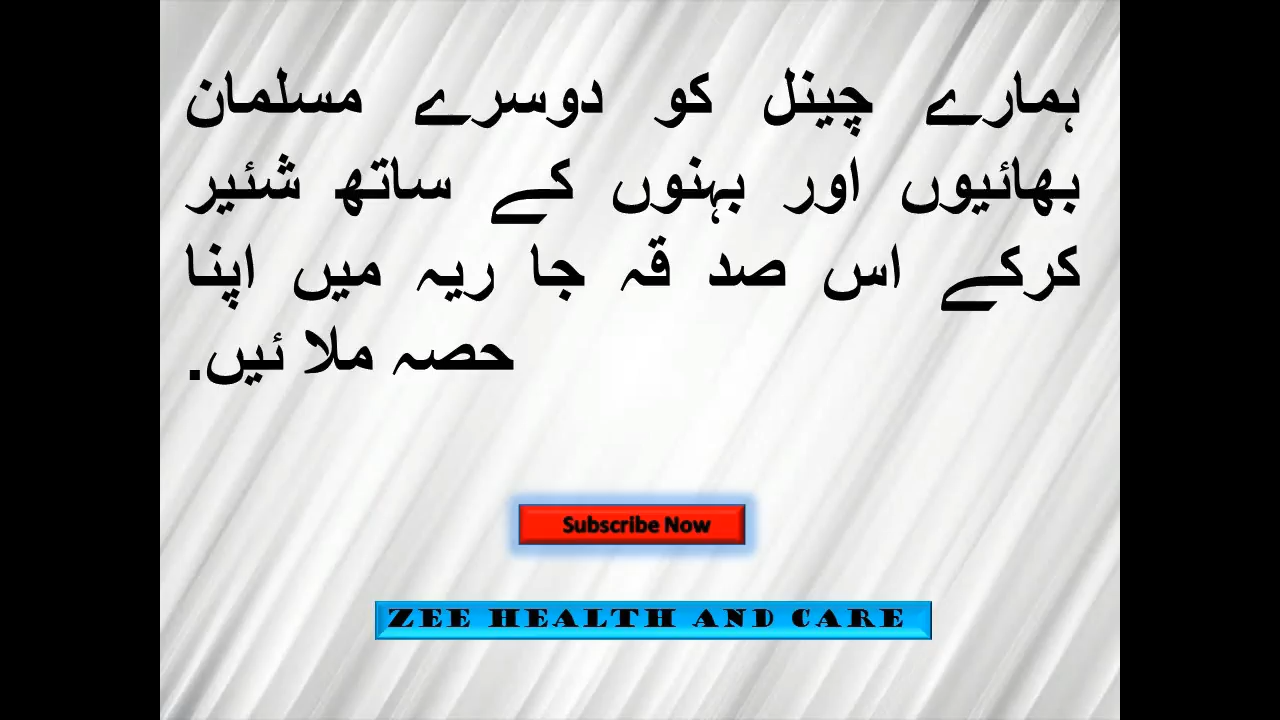 ہمارے چینل کو دوسرے مسلمان
بھائیوں اور بہنوں کے ساتھ شئیر
کرکے اس صد قہ جا ریہ میں اپنا
حصہ ملا ئیں.
Subscribe Now
ZEE HEALTH AND CARE